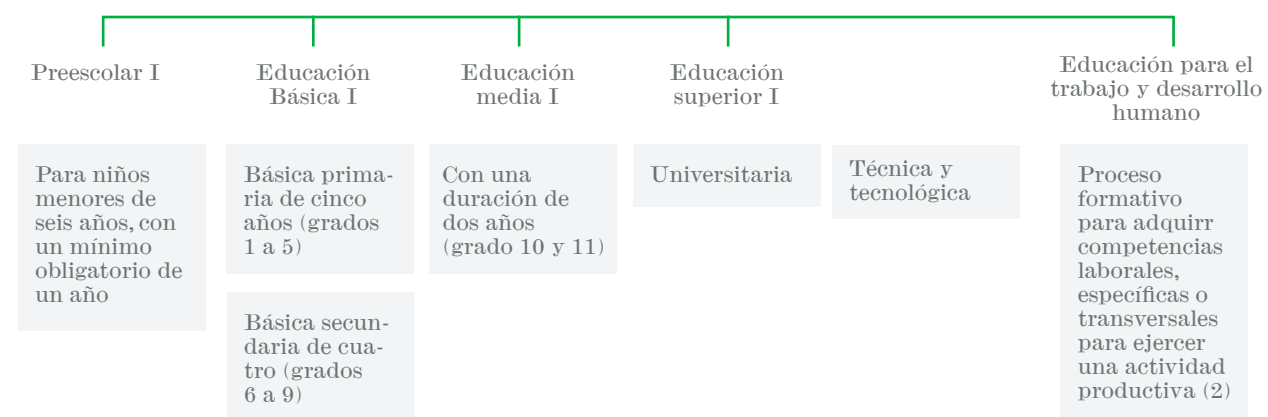 Preescolar I
Para niños
menores de
seis años, con
un mínimo
obligatorio de
un año
Educación
Básica I
Básica prima-
ria de cinco
años (grados
1 a 5)
Básica secun-
daria de cua-
tro (grados
6 a 9)
Educación
media I
Con una
duración de
dos años
(grado 10 y 11)
Educación
superior I
Universitaria
Técnica y
tecnológica
Educación para el
trabajo y desarrollo
humano
Proceso
formativo
para adquirr
competencias
laborales,
específicas o
transversales
para ejercer
una actividad
productiva (2)